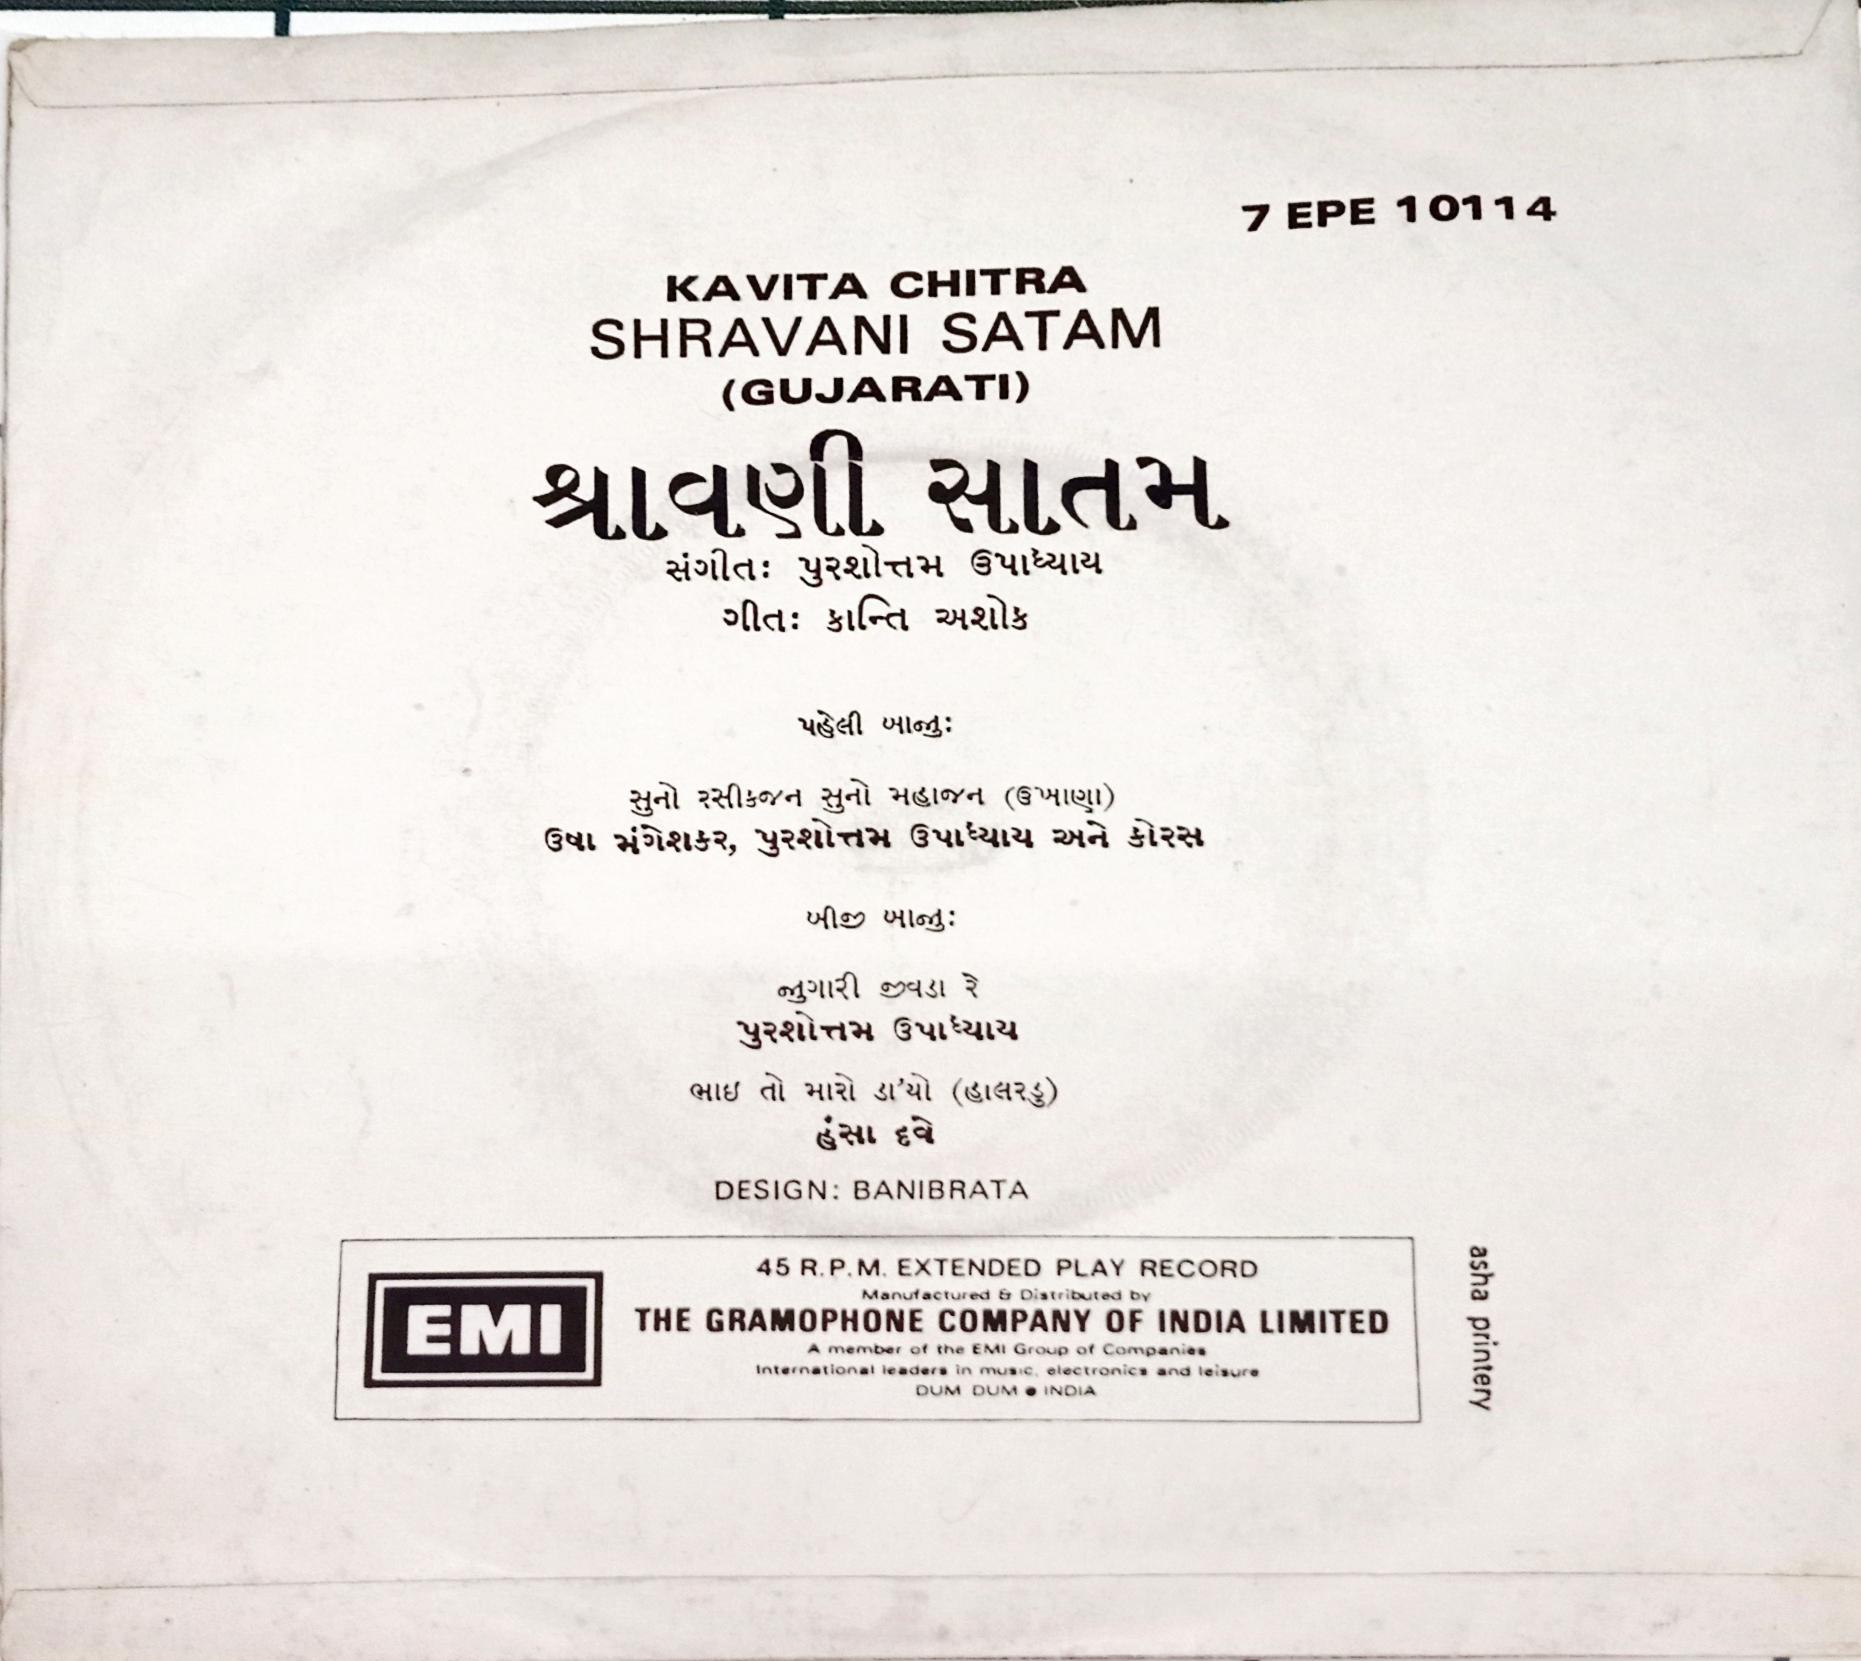 7 EPE 10114
KAVITA CHITRA
SHRAVANI SATAM
(GUJARATI)
શ્રાવણી સાતમ
સંગીત: પુરશોત્તમ ઉપાધ્યાય
ગીત: કાન્તિ અશોક
પહેલી બાજુ:
સુનો રસીકજન સુનો મહાજન (ઉખાણા)
ઉષા મંગેશકર, પુરશોત્તમ ઉપાધ્યાય અને કોરસ
બીજી બાજુ:
જુગારી જીવડા રે
પુરશોત્તમ ઉપાધ્યાય
ભાઇ તો મારો ડા'યો (હાલરડુ)
હંસા દવે
DESIGN: BANIBRATA
EMI
45 R.P.M. EXTENDED PLAY RECORD
Manufactured & Distributed by
THE GRAMOPHONE COMPANY OF INDIA LIMITED
A member of the EMI Group of Companies
International leaders in music, electronics and leisure
DUM DUM ● INDIA
asha printery